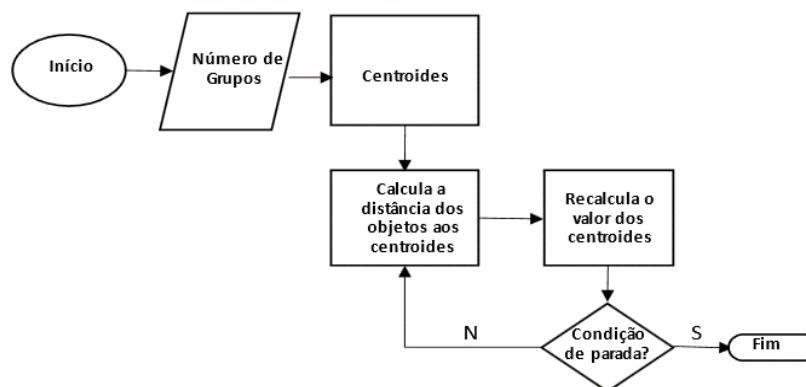 Início
Número de
Grupos
Centroides
Calcula a
distância dos
objetos aos
centroides
Recalcula o
valor dos
centroides
Condição
de parada?
N
S
Fim